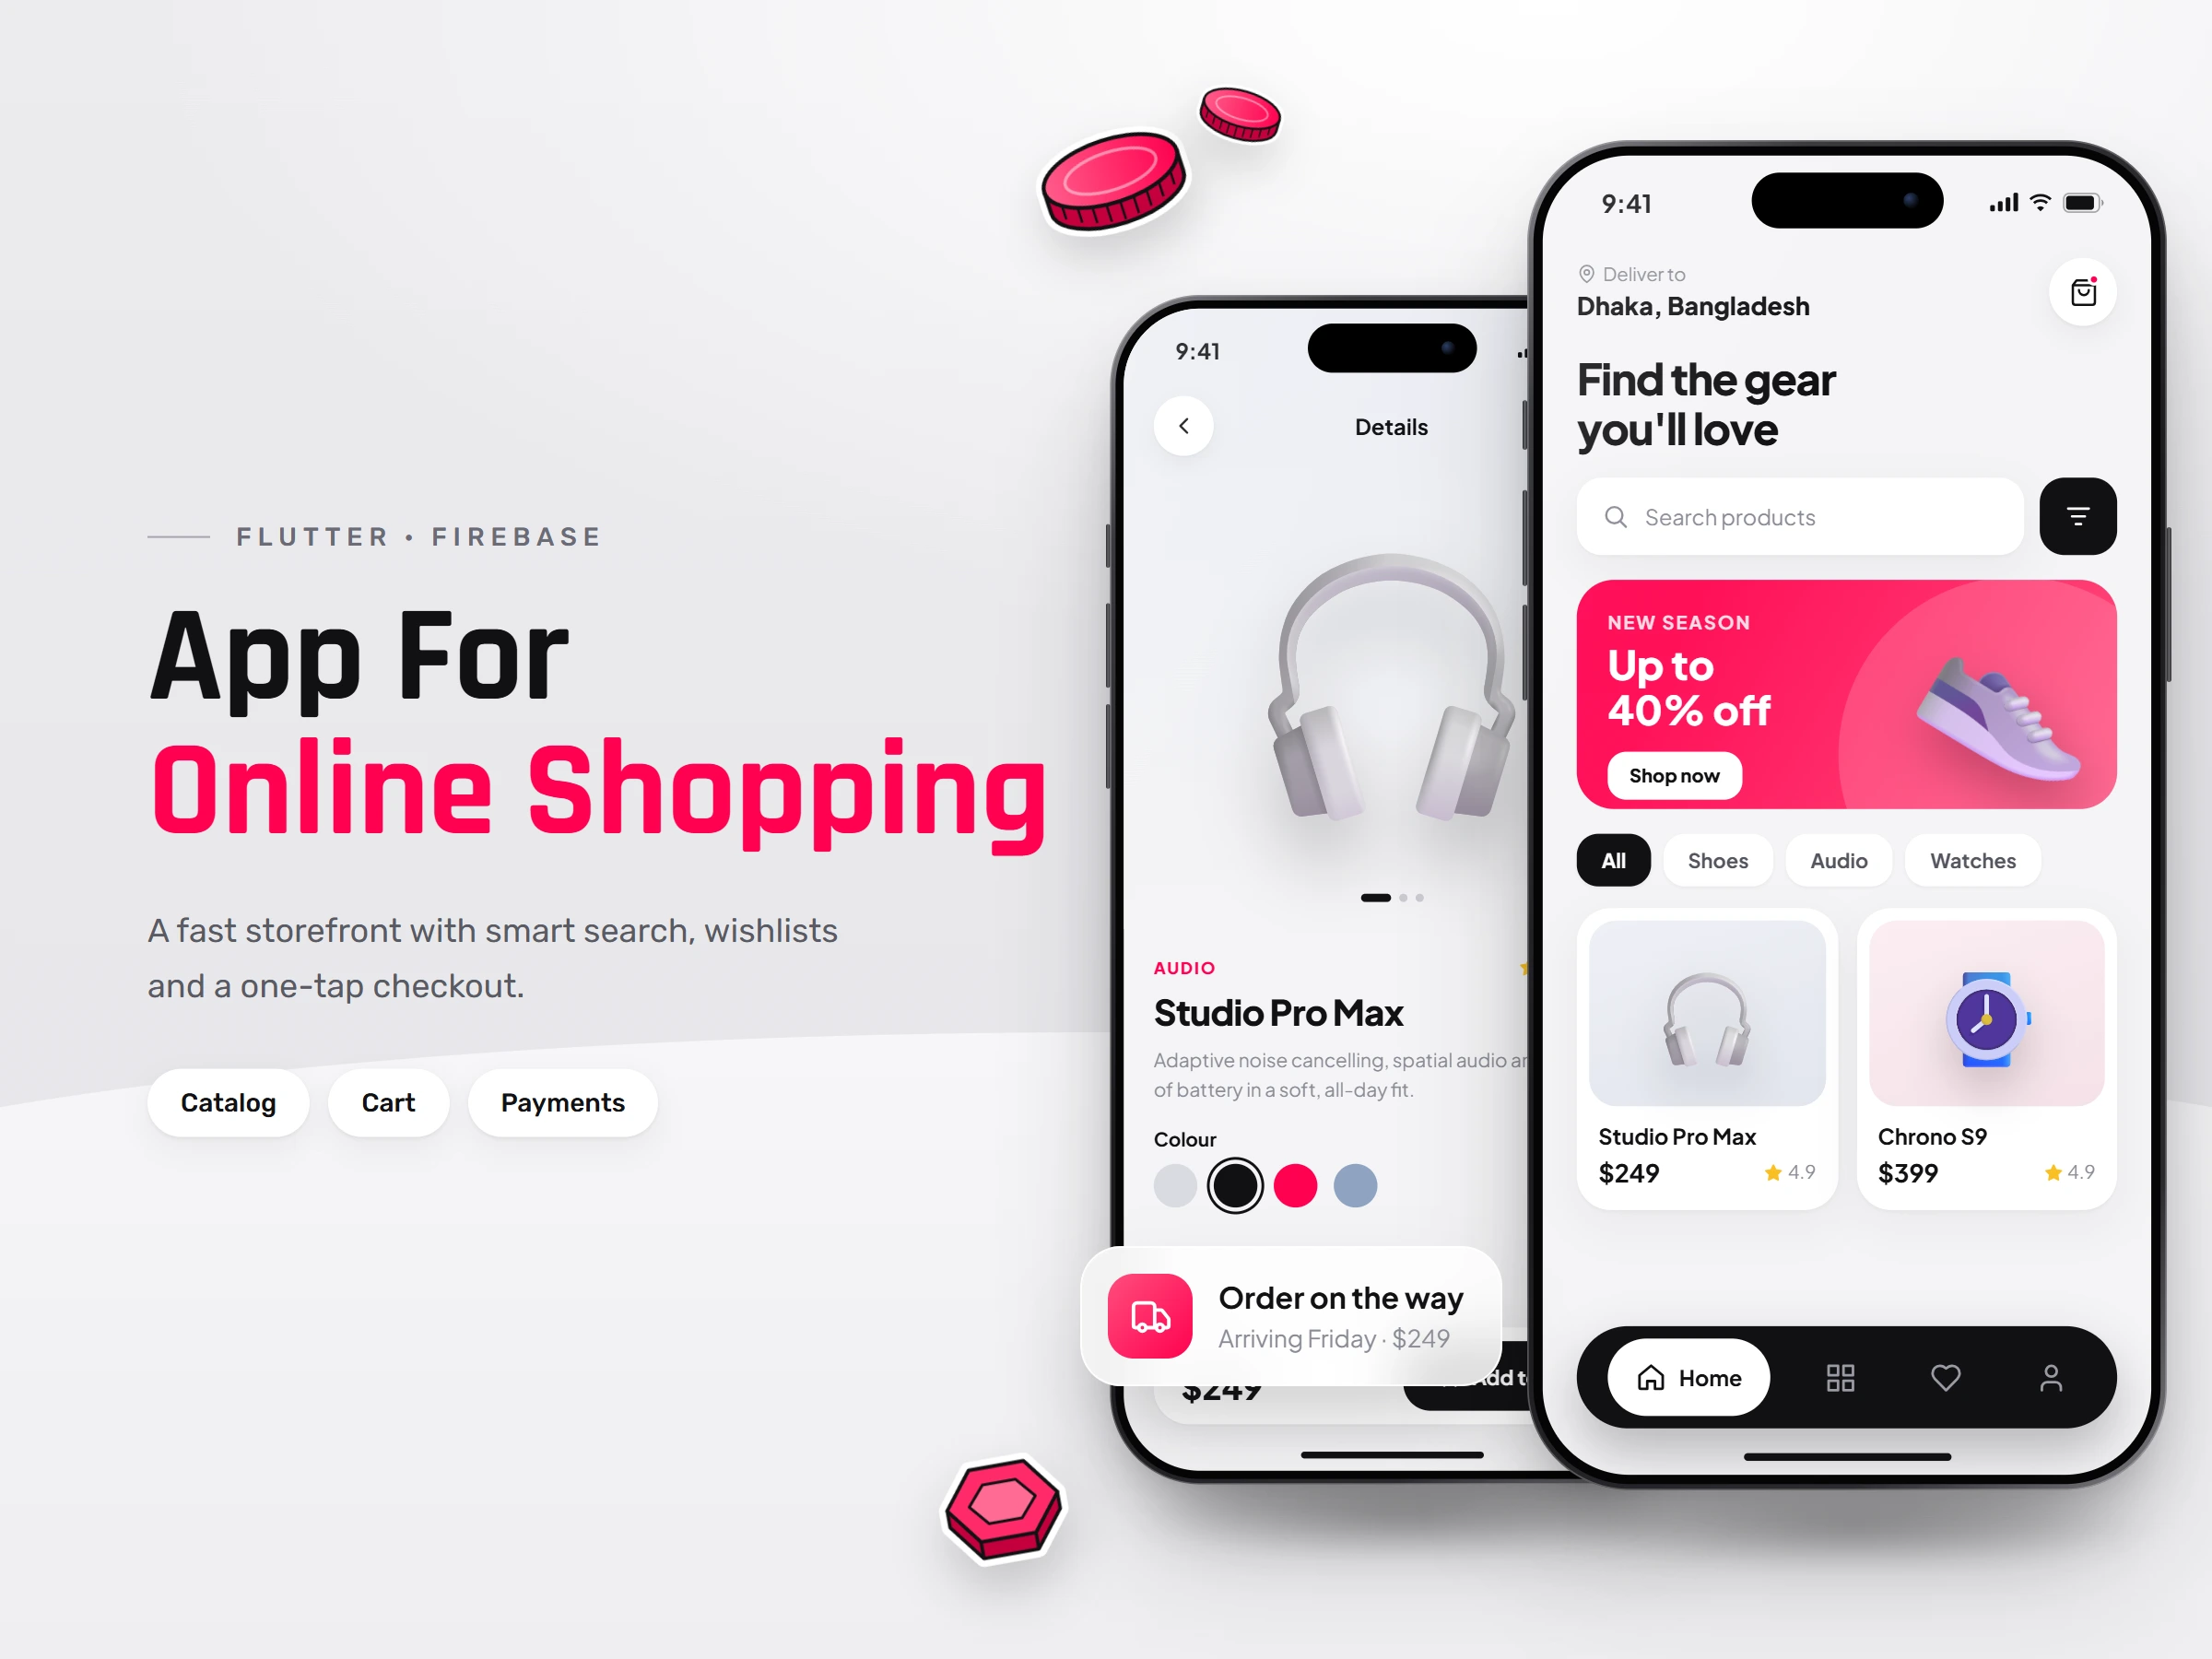 FLUTTER • FIREBASE
App For
Online Shopping
A fast storefront with smart search, wishlists
and a one-tap checkout.
Catalog
Cart
Payments
9:41
Details
AUDIO
Studio Pro Max
Adaptive noise cancelling, spatial audio
of battery in a soft, all-day fit.
Colour
Order on the way
Arriving Friday · $249
$249
9:41
Deliver to
Dhaka, Bangladesh
Find the gear
you'll love
Search products
NEW SEASON
Up to
40% off
Shop now
All
Shoes
Audio
Watches
Studio Pro Max
$249
4.9
Chrono S9
$399
4.9
Home